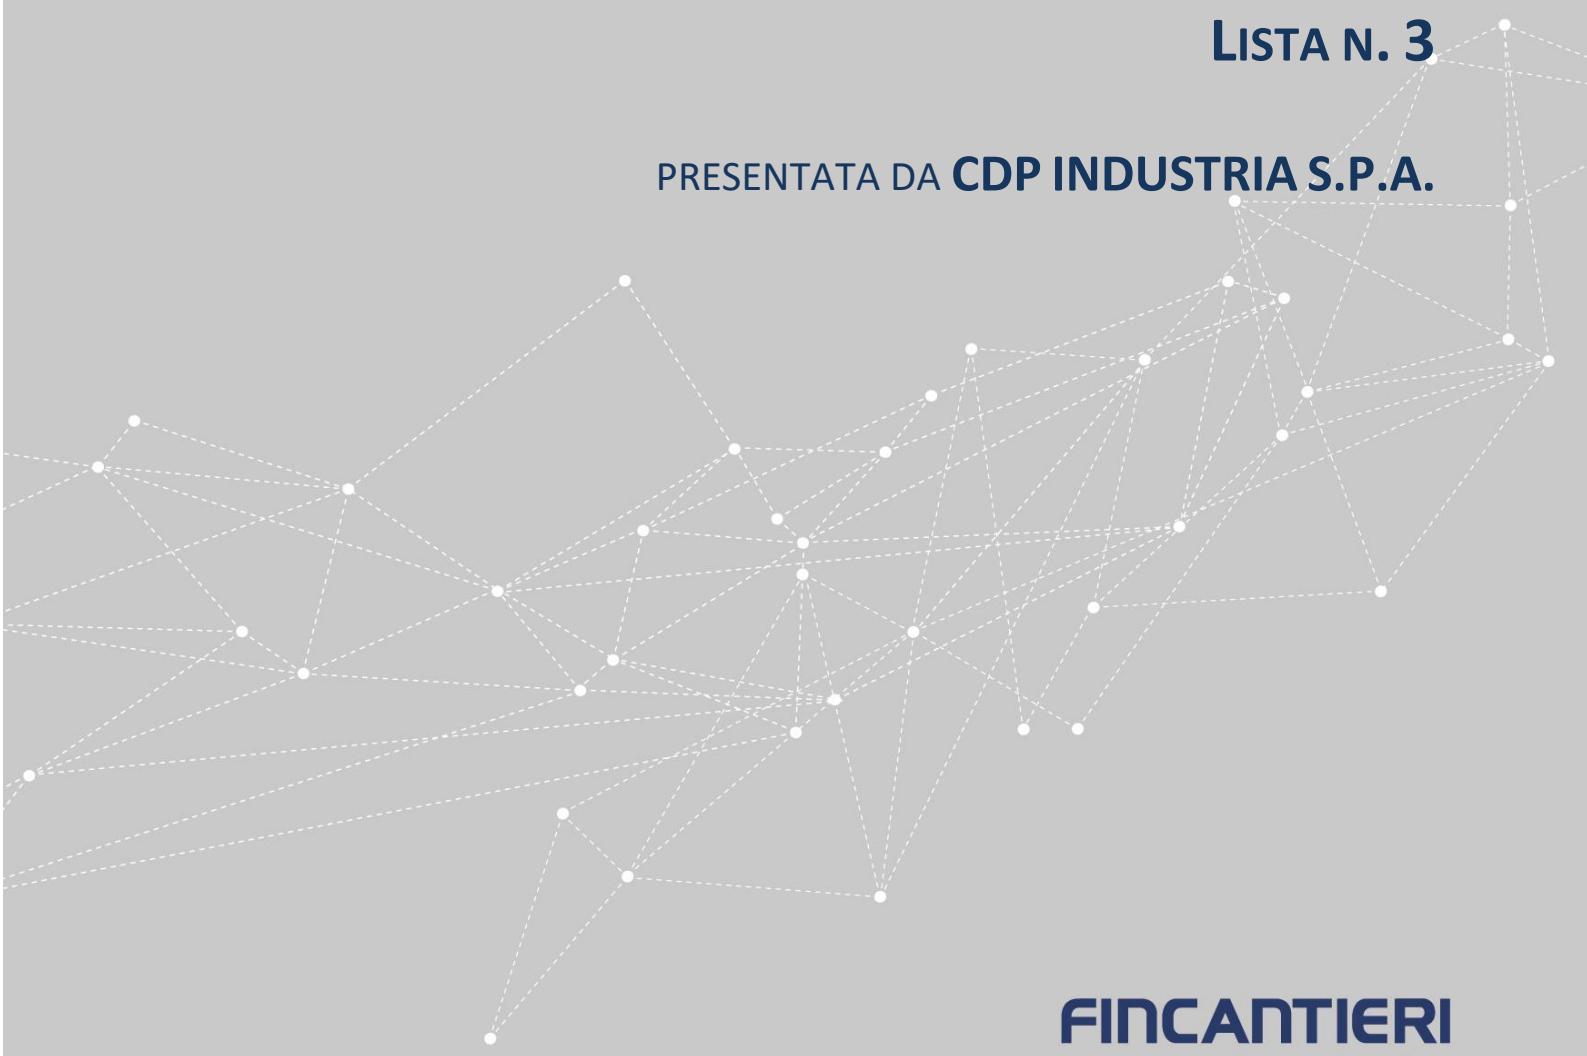 LISTA N. 3
PRESENTATA DA CDP INDUSTRIA S.P.A.
FINCANTIERI